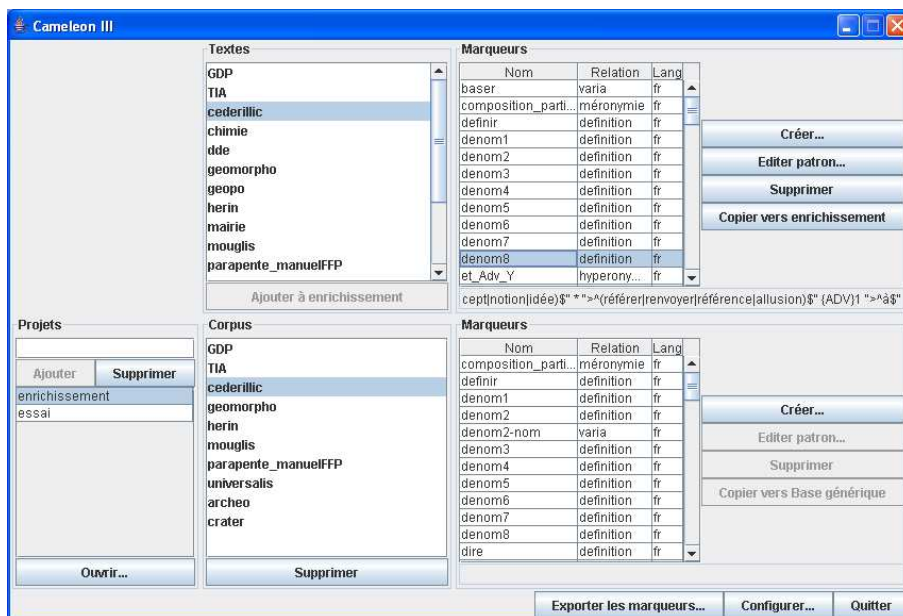 Cameleon III
Textes
GDP
TIA
cederillic
chimie
dde
geomorpho
geopo
herin
mairie
mouglis
parapente_manuelFFP
Ajouter à enrichissement
Marqueurs
Nom Relation Lang
baser varia fr
composition_parti... méronymie fr
definir definition fr
denom1 definition fr
denom2 definition fr
denom3 definition fr
denom4 definition fr
denom5 definition fr
denom6 definition fr
denom7 definition fr
denom8 definition fr
et_Adv_Y hyperony... fr
cept|notion|idée)$" * ">^(référer|renvoyer|référence|allusion)$" {ADV}1 ">^à$"
Créer...
Editer patron...
Supprimer
Copier vers enrichissement
Projets
Ajouter Supprimer
enrichissement
essai
Ouvrir...
Corpus
GDP
TIA
cederillic
geomorpho
herin
mouglis
parapente_manuelFFP
universalis
archeo
crater
Supprimer
Marqueurs
Nom Relation Lang
composition_parti... méronymie fr
definir definition fr
denom1 definition fr
denom2 definition fr
denom2-nom varia fr
denom3 definition fr
denom4 definition fr
denom5 definition fr
denom6 definition fr
denom7 definition fr
denom8 definition fr
dire definition fr
Créer...
Editer patron...
Supprimer
Copier vers Base générique
Exporter les marqueurs... Configurer... Quitter